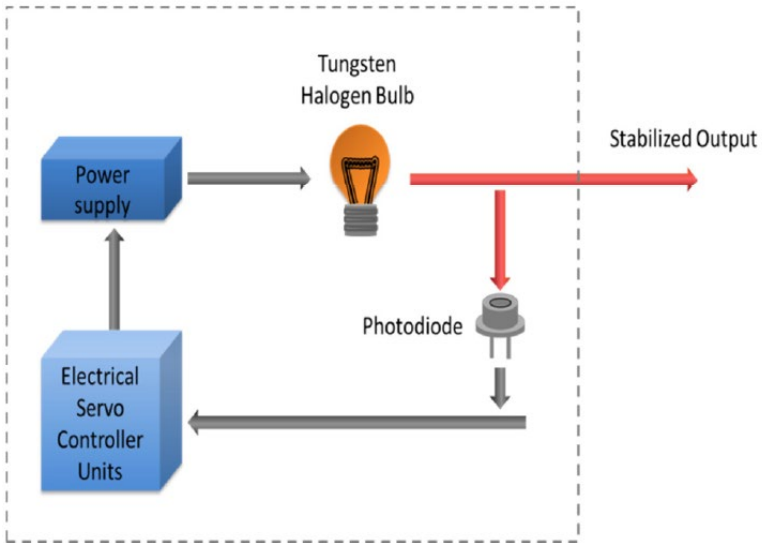 Tungsten
Halogen Bulb
Stabilized Output
Power
supply
Photodiode
Electrical
Servo
Controller
Units